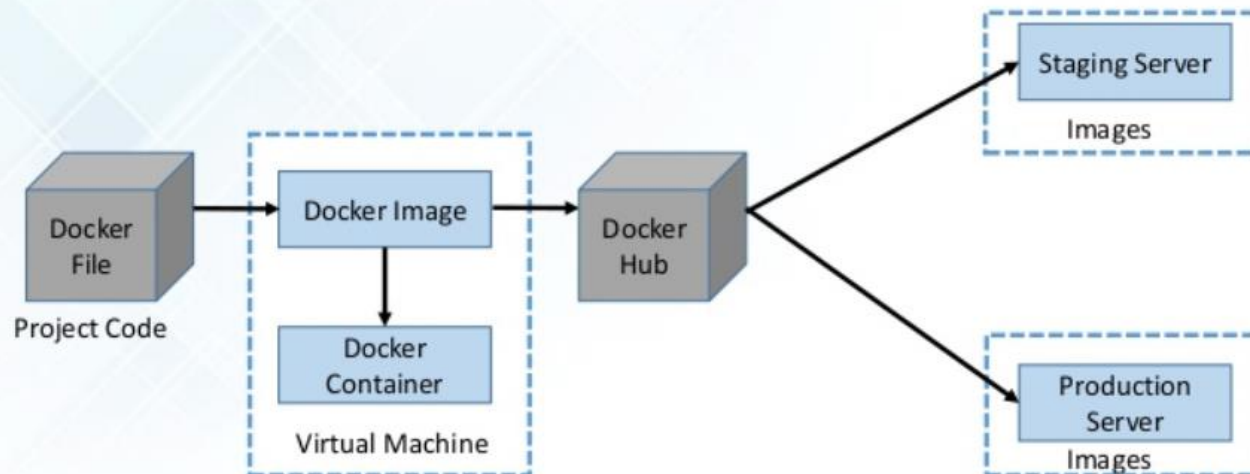 Docker
File
Project Code
Docker Image
Docker
Container
Virtual Machine
Docker
Hub
Staging Server
Images
Production
Server
Images